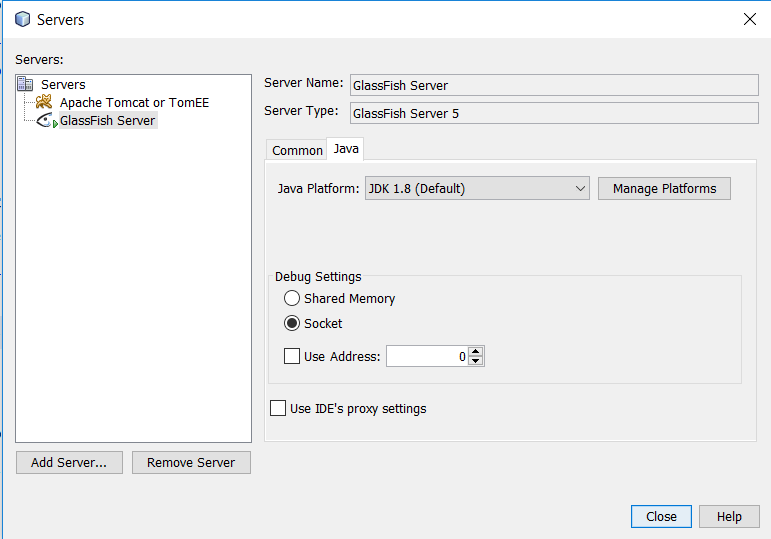 Servers
Servers:
Servers
Apache Tomcat or TomEE
GlassFish Server
Server Name: GlassFish Server
Server Type: GlassFish Server 5
Common Java
Java Platform: JDK 1.8 (Default) Manage Platforms
Debug Settings
Shared Memory
Socket
Use Address: 0
Use IDE's proxy settings
Add Server... Remove Server
Close Help